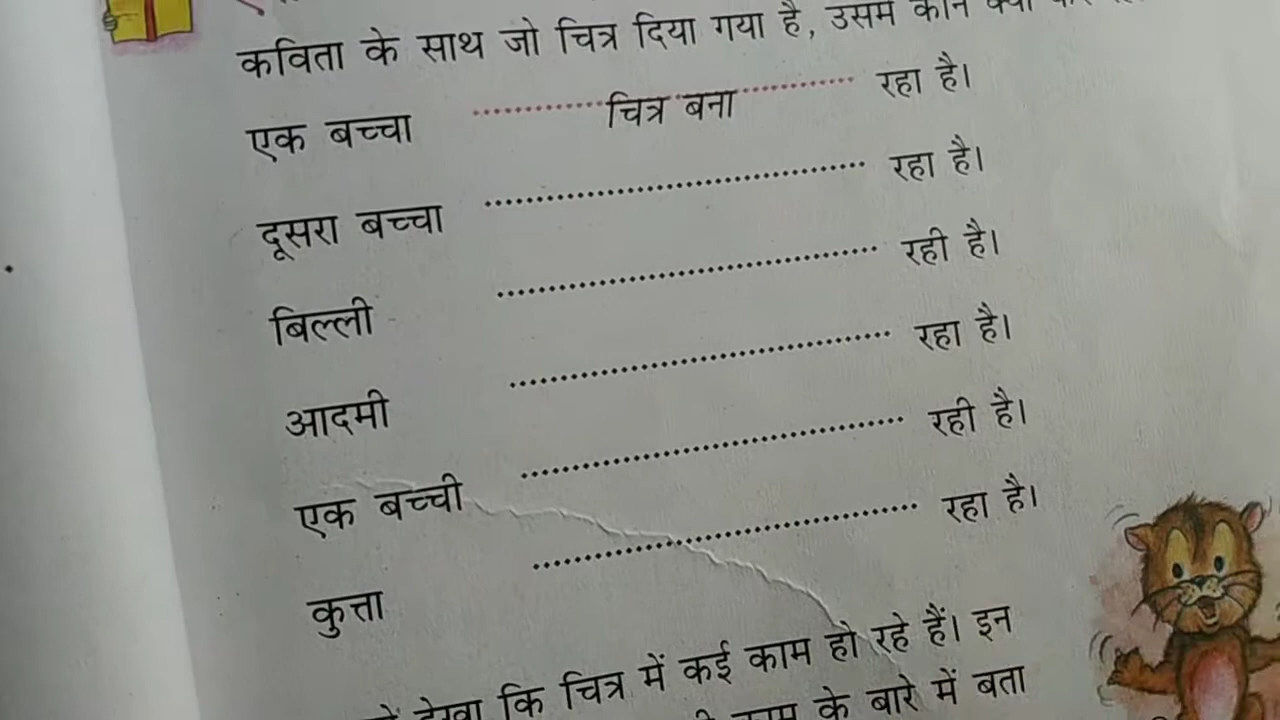 कविता के साथ जो चित्र दिया गया है, उसमें कौन क्या
एक बच्चा चित्र बना रहा है।
दूसरा बच्चा रहा है।
बिल्ली रही है।
आदमी रहा है।
एक बच्ची रही है।
कुत्ता रहा है।
देखा कि चित्र में कई काम हो रहे हैं। इन
काम के बारे में बता